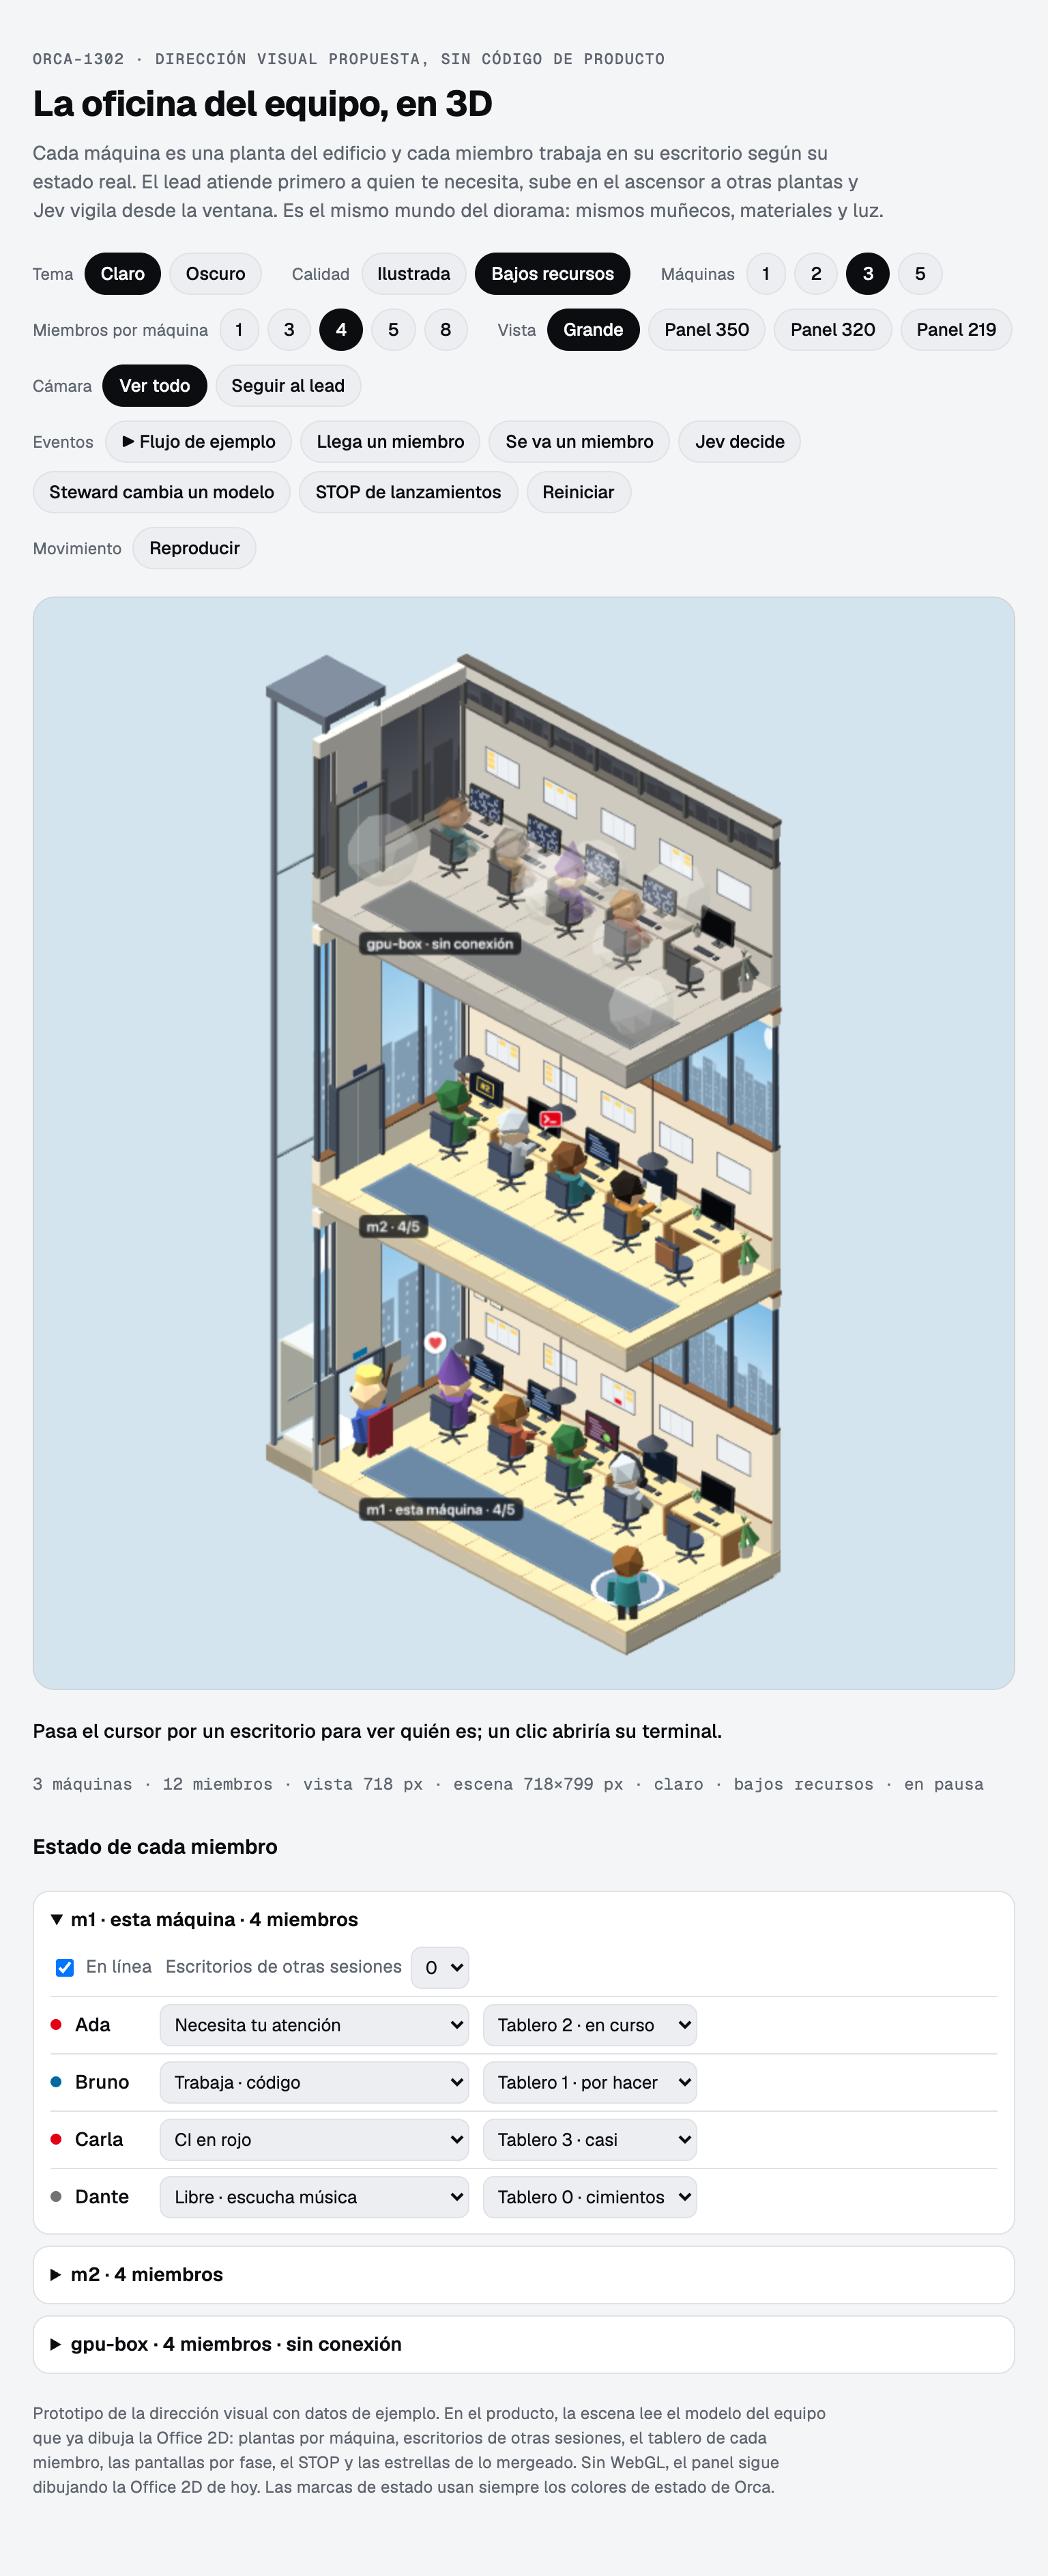 ORCA-1302 · DIRECCIÓN VISUAL PROPUESTA, SIN CÓDIGO DE PRODUCTO
La oficina del equipo, en 3D
Cada máquina es una planta del edificio y cada miembro trabaja en su escritorio según su
estado real. El lead atiende primero a quien te necesita, sube en el ascensor a otras plantas y
Jev vigila desde la ventana. Es el mismo mundo del diorama: mismos muñecos, materiales y luz.
Tema Claro Oscuro Calidad Ilustrada Bajos recursos Máquinas 1 2 3 5
Miembros por máquina 1 3 4 5 8 Vista Grande Panel 350 Panel 320 Panel 219
Cámara Ver todo Seguir al lead
Eventos ▶ Flujo de ejemplo Llega un miembro Se va un miembro Jev decide
Steward cambia un modelo STOP de lanzamientos Reiniciar
Movimiento Reproducir
gpu-box · sin conexión
m2 · 4/5
m1 · esta máquina · 4/5
Pasa el cursor por un escritorio para ver quién es; un clic abriría su terminal.
3 máquinas · 12 miembros · vista 718 px · escena 718×799 px · claro · bajos recursos · en pausa
Estado de cada miembro
▼ m1 · esta máquina · 4 miembros
En línea Escritorios de otras sesiones 0
Ada Necesita tu atención Tablero 2 · en curso
Bruno Trabaja · código Tablero 1 · por hacer
Carla CI en rojo Tablero 3 · casi
Dante Libre · escucha música Tablero 0 · cimientos
▶ m2 · 4 miembros
▶ gpu-box · 4 miembros · sin conexión
Prototipo de la dirección visual con datos de ejemplo. En el producto, la escena lee el modelo del equipo
que ya dibuja la Office 2D: plantas por máquina, escritorios de otras sesiones, el tablero de cada
miembro, las pantallas por fase, el STOP y las estrellas de lo mergeado. Sin WebGL, el panel sigue
dibujando la Office 2D de hoy. Las marcas de estado usan siempre los colores de estado de Orca.